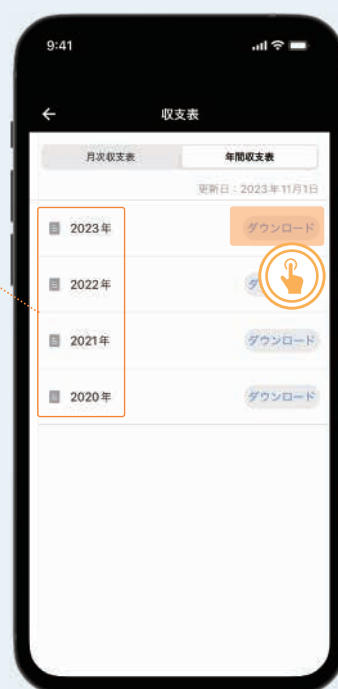 9:41
収支表
月次収支表 年間収支表
更新日：2023年11月1日
2023年 ダウンロード
2022年
2021年 ダウンロード
2020年 ダウンロード